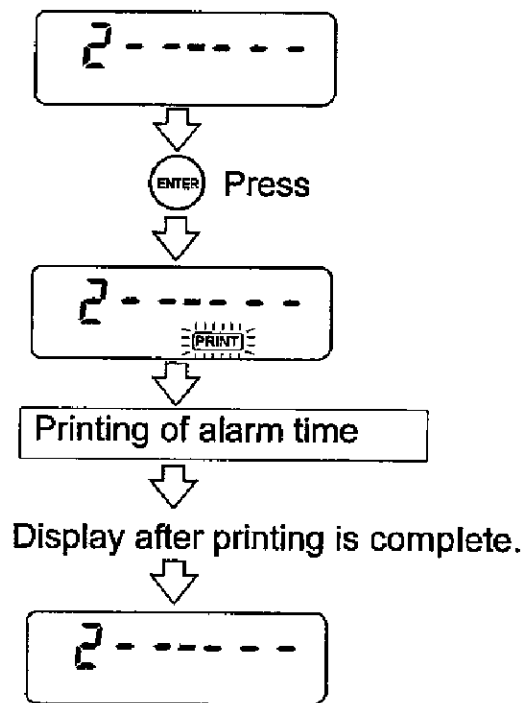 2 - - - - - -
ENTER Press
2 - - - - - -
PRINT
Printing of alarm time
Display after printing is complete.
2 - - - - - -